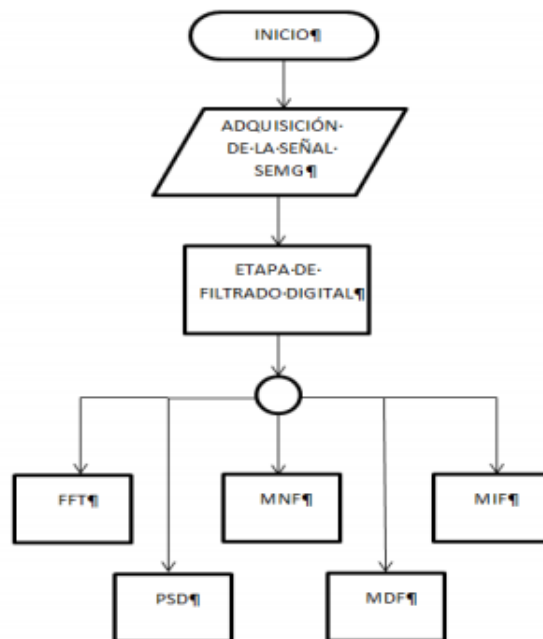 INICIO¶
ADQUISICIÓN·
DE·LA·SEÑAL·
SEMG¶
ETAPA·DE·
FILTRADO·DIGITAL¶
FFT¶
MNF¶
MIF¶
PSD¶
MDF¶